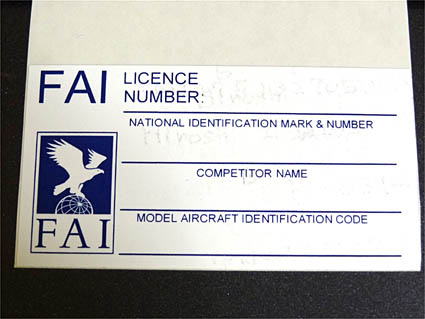 FAI LICENCE
NUMBER:
NATIONAL IDENTIFICATION MARK & NUMBER
COMPETITOR NAME
MODEL AIRCRAFT IDENTIFICATION CODE
FAI